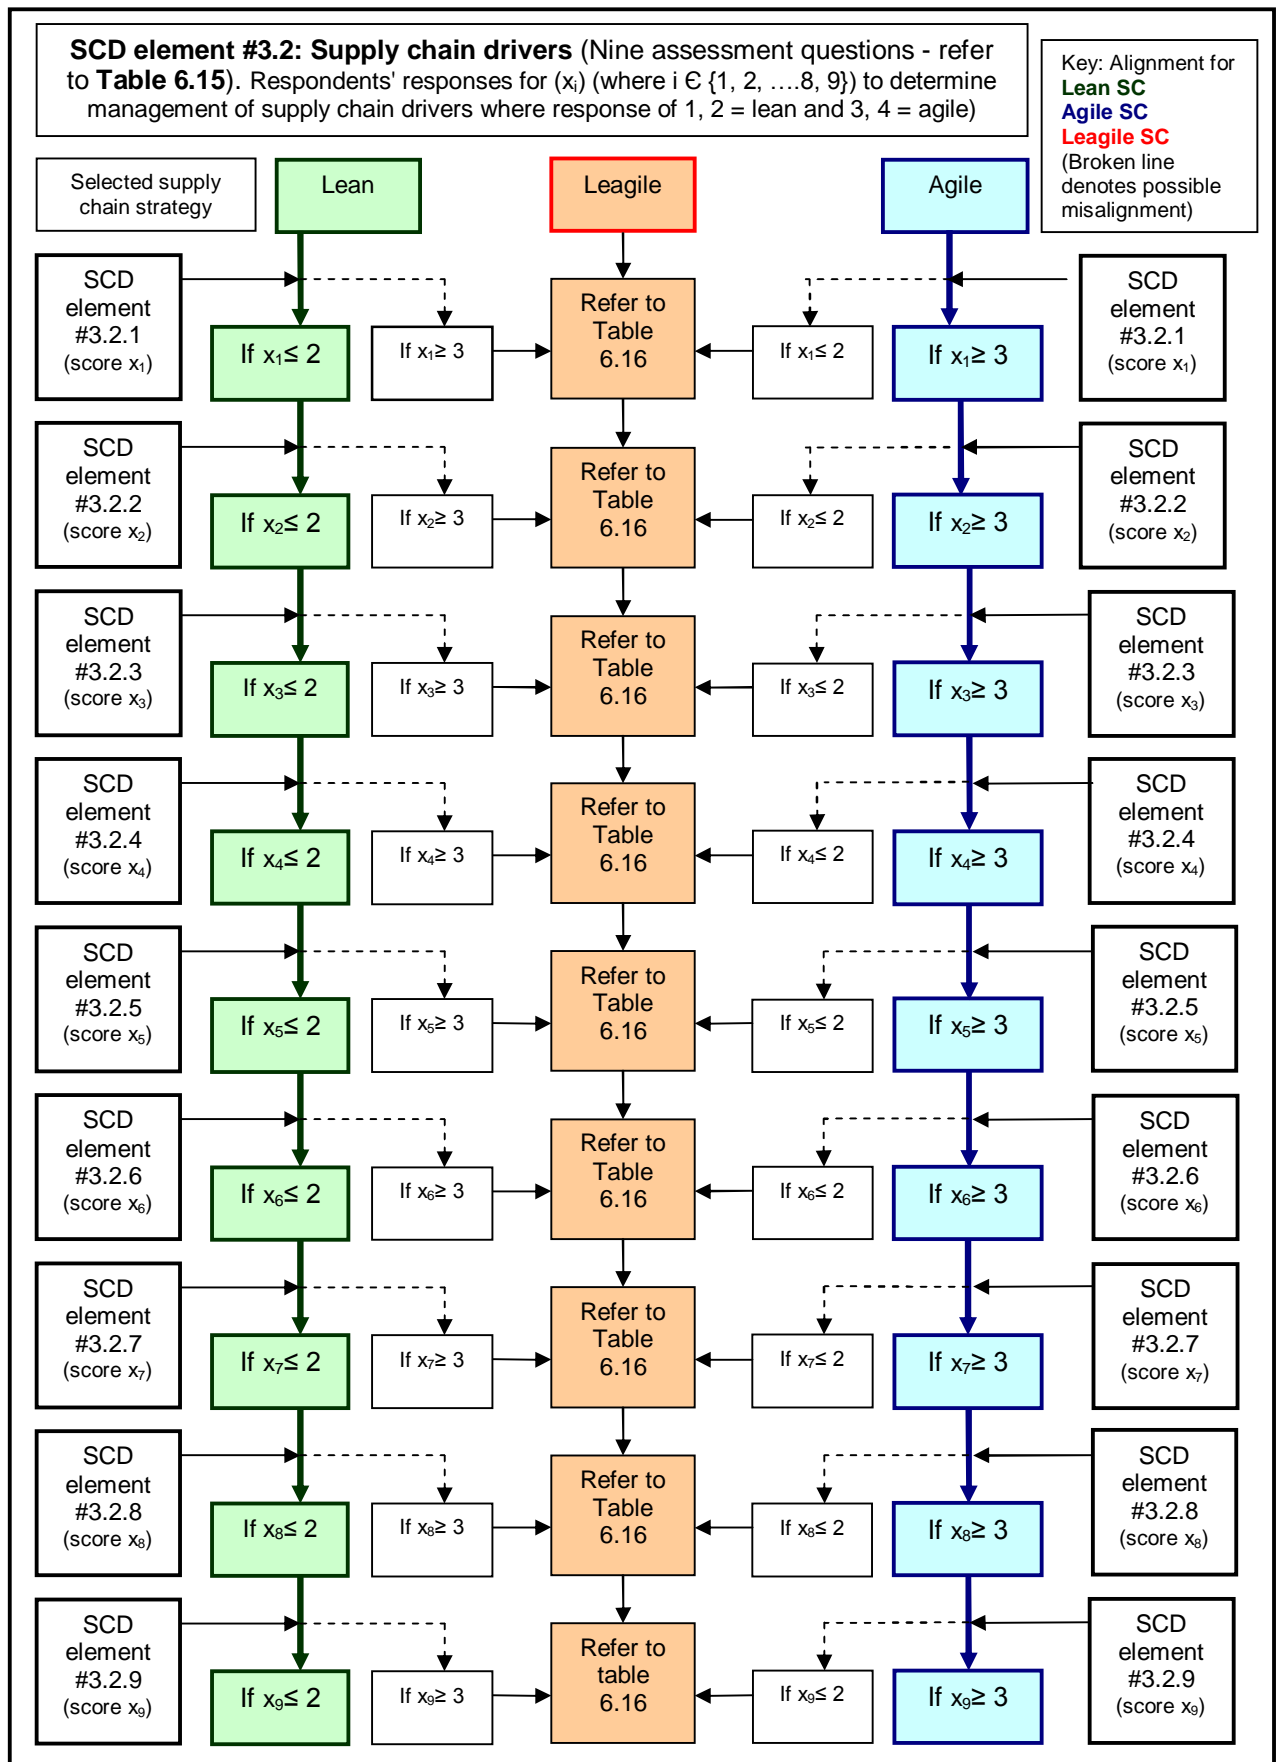 SCD element #3.2: Supply chain drivers (Nine assessment questions - refer
to Table 6.15). Respondents' responses for (x₁) (where i Є {1, 2, ….8, 9}) to determine
management of supply chain drivers where response of 1, 2 = lean and 3, 4 = agile)
Key: Alignment for
Lean SC
Agile SC
Leagile SC
(Broken line
denotes possible
misalignment)
Selected supply
chain strategy
Lean
Leagile
Agile
SCD
element
#3.2.1
(score x₁)
If x₁≤ 2
If x₁≥ 3
Refer to
Table
6.16
If x₁≤ 2
If x₁≥ 3
SCD
element
#3.2.1
(score x₁)
SCD
element
#3.2.2
(score x₂)
If x₂≤ 2
If x₂≥ 3
Refer to
Table
6.16
If x₂≤ 2
If x₂≥ 3
SCD
element
#3.2.2
(score x₂)
SCD
element
#3.2.3
(score x₃)
If x₃≤ 2
If x₃≥ 3
Refer to
Table
6.16
If x₃≤ 2
If x₃≥ 3
SCD
element
#3.2.3
(score x₃)
SCD
element
#3.2.4
(score x₄)
If x₄≤ 2
If x₄≥ 3
Refer to
Table
6.16
If x₄≤ 2
If x₄≥ 3
SCD
element
#3.2.4
(score x₄)
SCD
element
#3.2.5
(score x₅)
If x₅≤ 2
If x₅≥ 3
Refer to
Table
6.16
If x₅≤ 2
If x₅≥ 3
SCD
element
#3.2.5
(score x₅)
SCD
element
#3.2.6
(score x₆)
If x₆≤ 2
If x₆≥ 3
Refer to
Table
6.16
If x₆≤ 2
If x₆≥ 3
SCD
element
#3.2.6
(score x₆)
SCD
element
#3.2.7
(score x₇)
If x₇≤ 2
If x₇≥ 3
Refer to
Table
6.16
If x₇≤ 2
If x₇≥ 3
SCD
element
#3.2.7
(score x₇)
SCD
element
#3.2.8
(score x₈)
If x₈≤ 2
If x₈≥ 3
Refer to
Table
6.16
If x₈≤ 2
If x₈≥ 3
SCD
element
#3.2.8
(score x₈)
SCD
element
#3.2.9
(score x₉)
If x₉≤ 2
If x₉≥ 3
Refer to
table
6.16
If x₉≤ 2
If x₉≥ 3
SCD
element
#3.2.9
(score x₉)